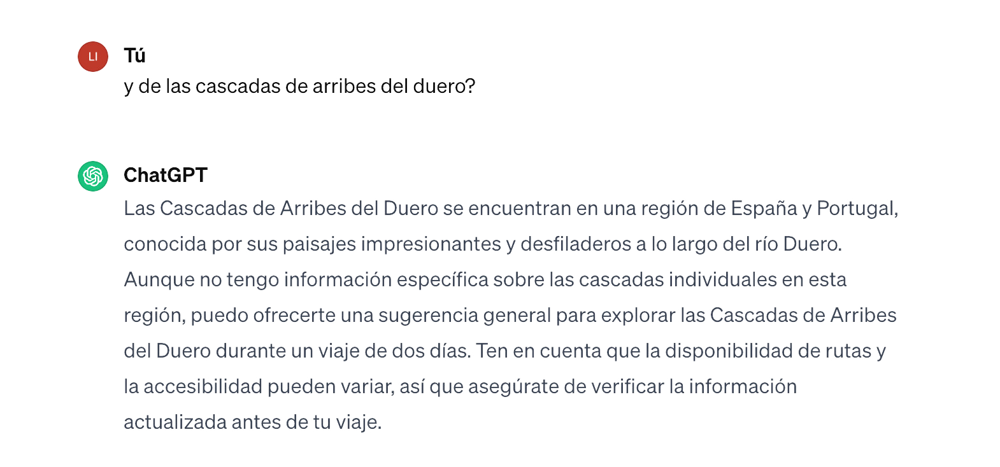 LI
Tú
y de las cascadas de arribes del duero?
ChatGPT
Las Cascadas de Arribes del Duero se encuentran en una región de España y Portugal,
conocida por sus paisajes impresionantes y desfiladeros a lo largo del río Duero.
Aunque no tengo información específica sobre las cascadas individuales en esta
región, puedo ofrecerte una sugerencia general para explorar las Cascadas de Arribes
del Duero durante un viaje de dos días. Ten en cuenta que la disponibilidad de rutas y
la accesibilidad pueden variar, así que asegúrate de verificar la información
actualizada antes de tu viaje.